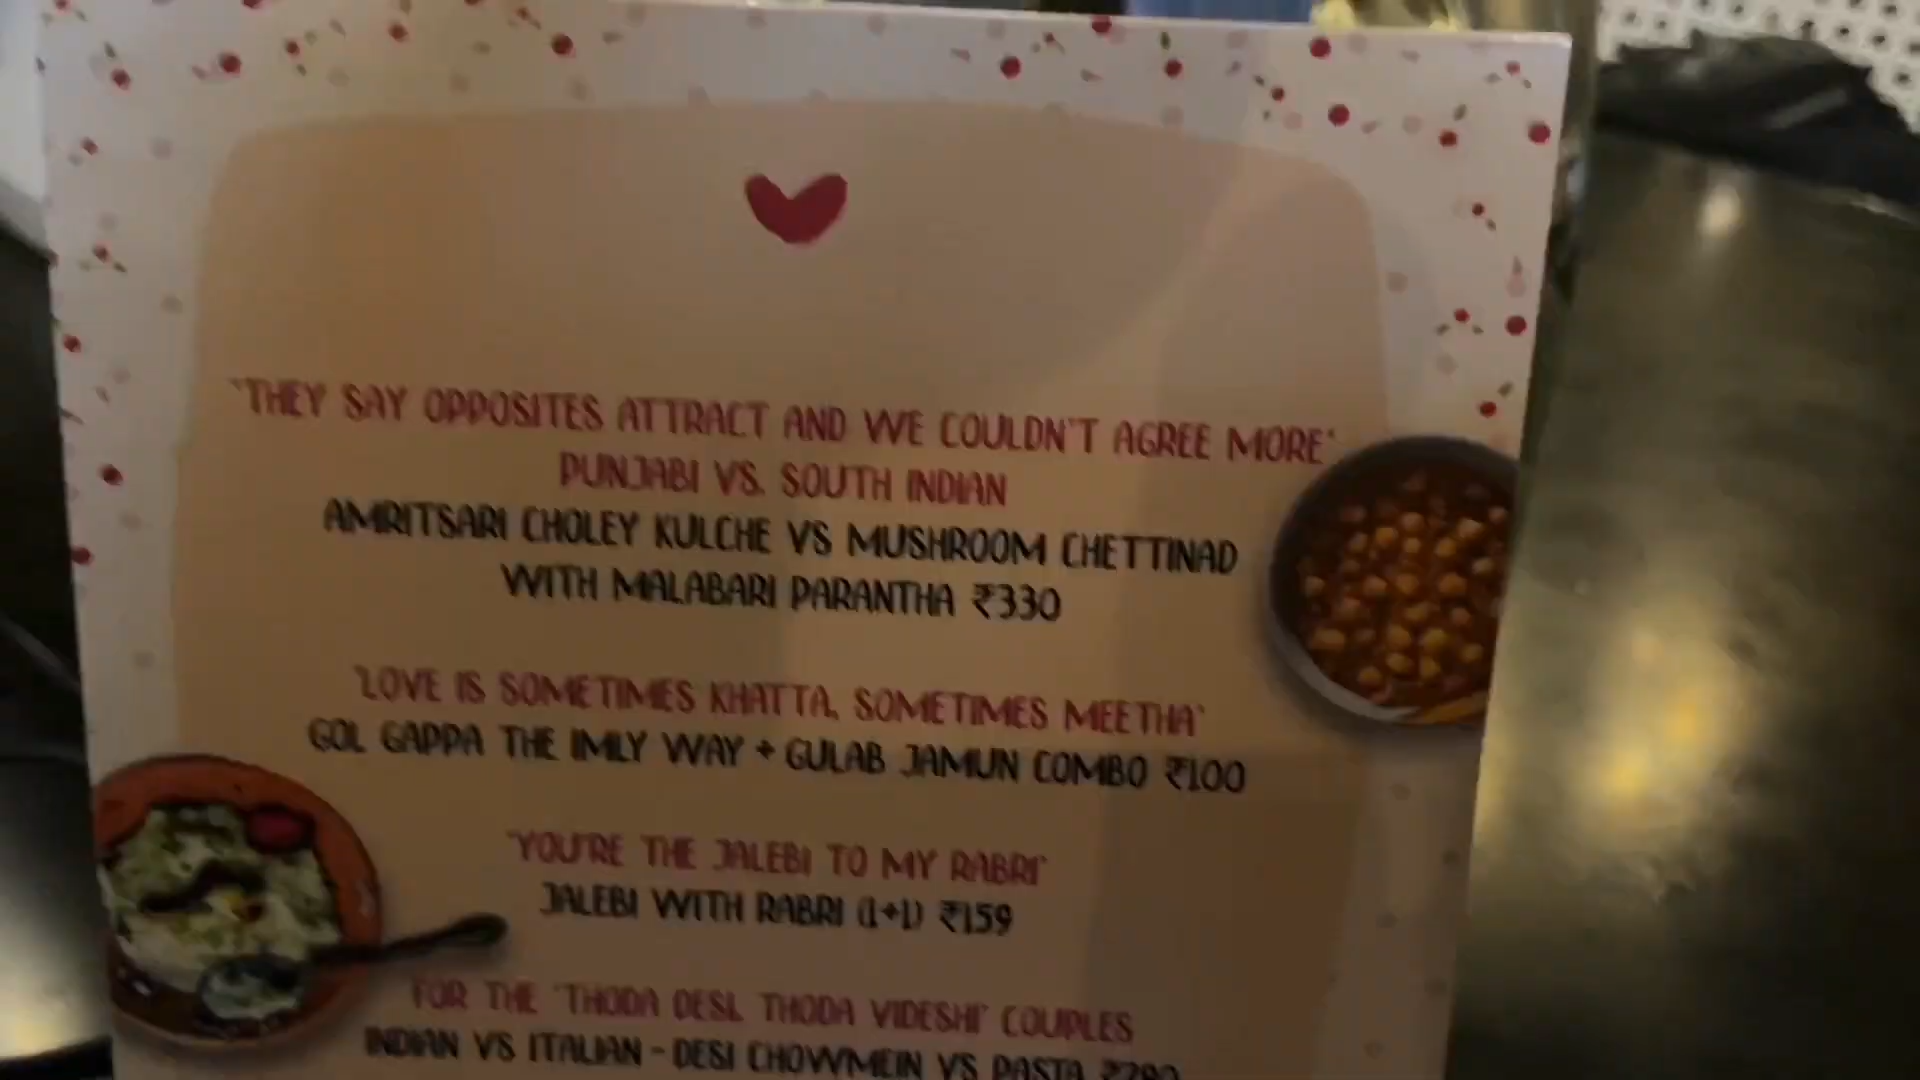 "THEY SAY OPPOSITES ATTRACT AND WE COULDN'T AGREE MORE"
PUNJABI VS. SOUTH INDIAN
AMRITSARI CHOLEY KULCHE VS MUSHROOM CHETTINAD
WITH MALABARI PARANTHA ₹330
"LOVE IS SOMETIMES KHATTA, SOMETIMES MEETHA"
GOL GAPPA THE IMLY WAY + GULAB JAMUN COMBO ₹100
"YOU'RE THE JALEBI TO MY RABRI"
JALEBI WITH RABRI (1+1) ₹159
FOR THE "THODA DESI, THODA VIDESHI" COUPLES
INDIAN VS ITALIAN - DESI CHOWMEIN VS PASTA